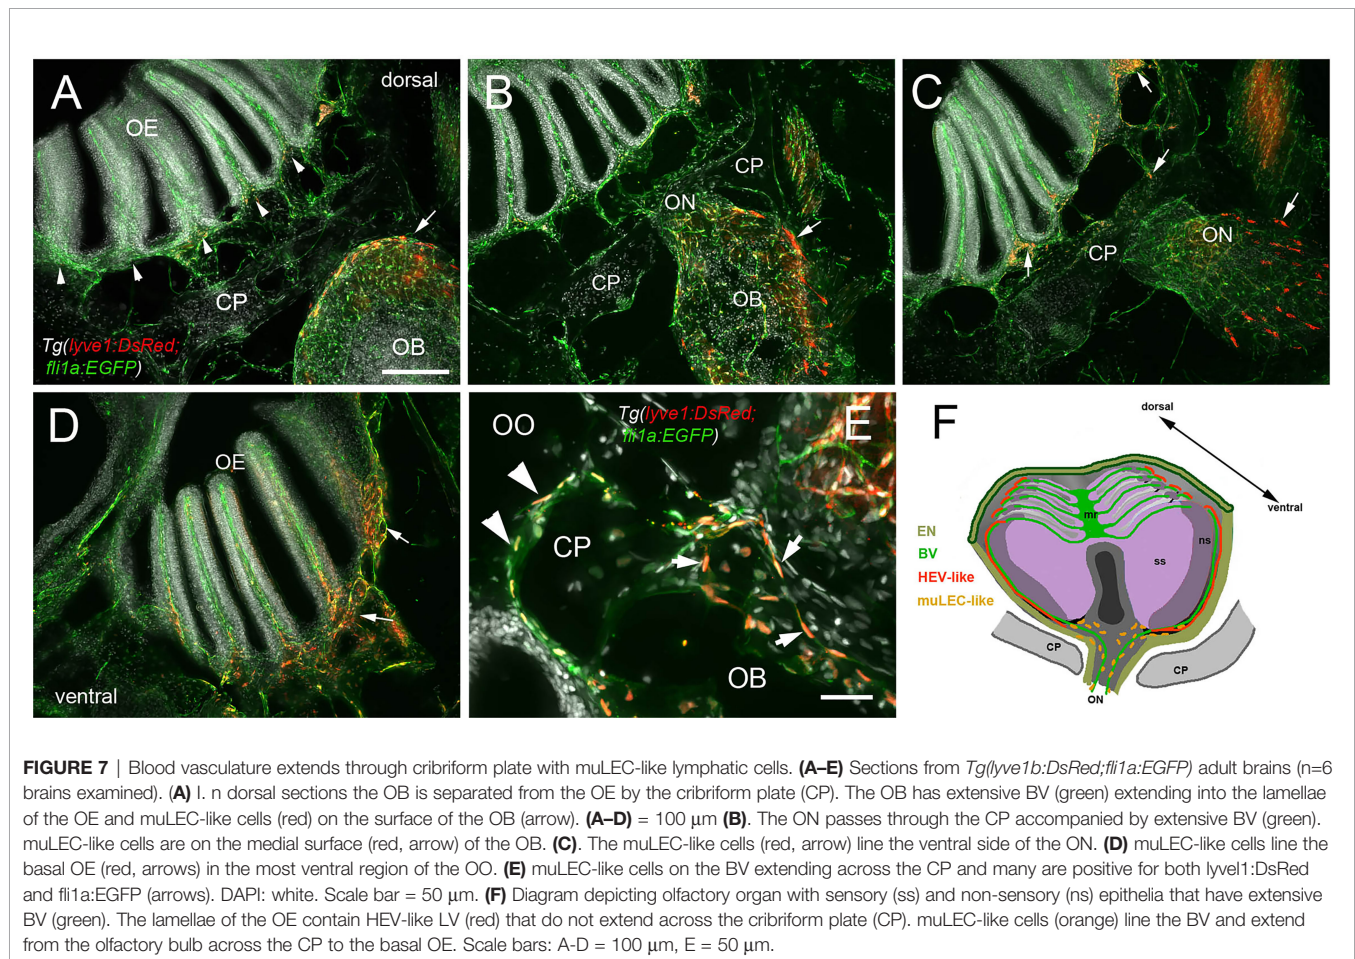 A
dorsal
OE
CP
Tg(lyve1:DsRed;
fli1a:EGFP)
OB
B
CP
ON
CP
OB
C
ON
CP
D
OE
ventral
OO
Tg(lyve1:DsRed;
fli1a:EGFP)
E
CP
OB
F
dorsal
ventral
EN
BV
HEV-like
muLEC-like
mr
ns
ss
CP
CP
ON
FIGURE 7 | Blood vasculature extends through cribriform plate with muLEC-like lymphatic cells. (A–E) Sections from Tg(lyve1b:DsRed;fli1a:EGFP) adult brains (n=6
brains examined). (A) I. n dorsal sections the OB is separated from the OE by the cribriform plate (CP). The OB has extensive BV (green) extending into the lamellae
of the OE and muLEC-like cells (red) on the surface of the OB (arrow). (A–D) = 100 μm (B). The ON passes through the CP accompanied by extensive BV (green).
muLEC-like cells are on the medial surface (red, arrow) of the OB. (C). The muLEC-like cells (red, arrow) line the ventral side of the ON. (D) muLEC-like cells line the
basal OE (red, arrows) in the most ventral region of the OO. (E) muLEC-like cells on the BV extending across the CP and many are positive for both lyvel1:DsRed
and fli1a:EGFP (arrows). DAPI: white. Scale bar = 50 μm. (F) Diagram depicting olfactory organ with sensory (ss) and non-sensory (ns) epithelia that have extensive
BV (green). The lamellae of the OE contain HEV-like LV (red) that do not extend across the cribriform plate (CP). muLEC-like cells (orange) line the BV and extend
from the olfactory bulb across the CP to the basal OE. Scale bars: A-D = 100 μm, E = 50 μm.